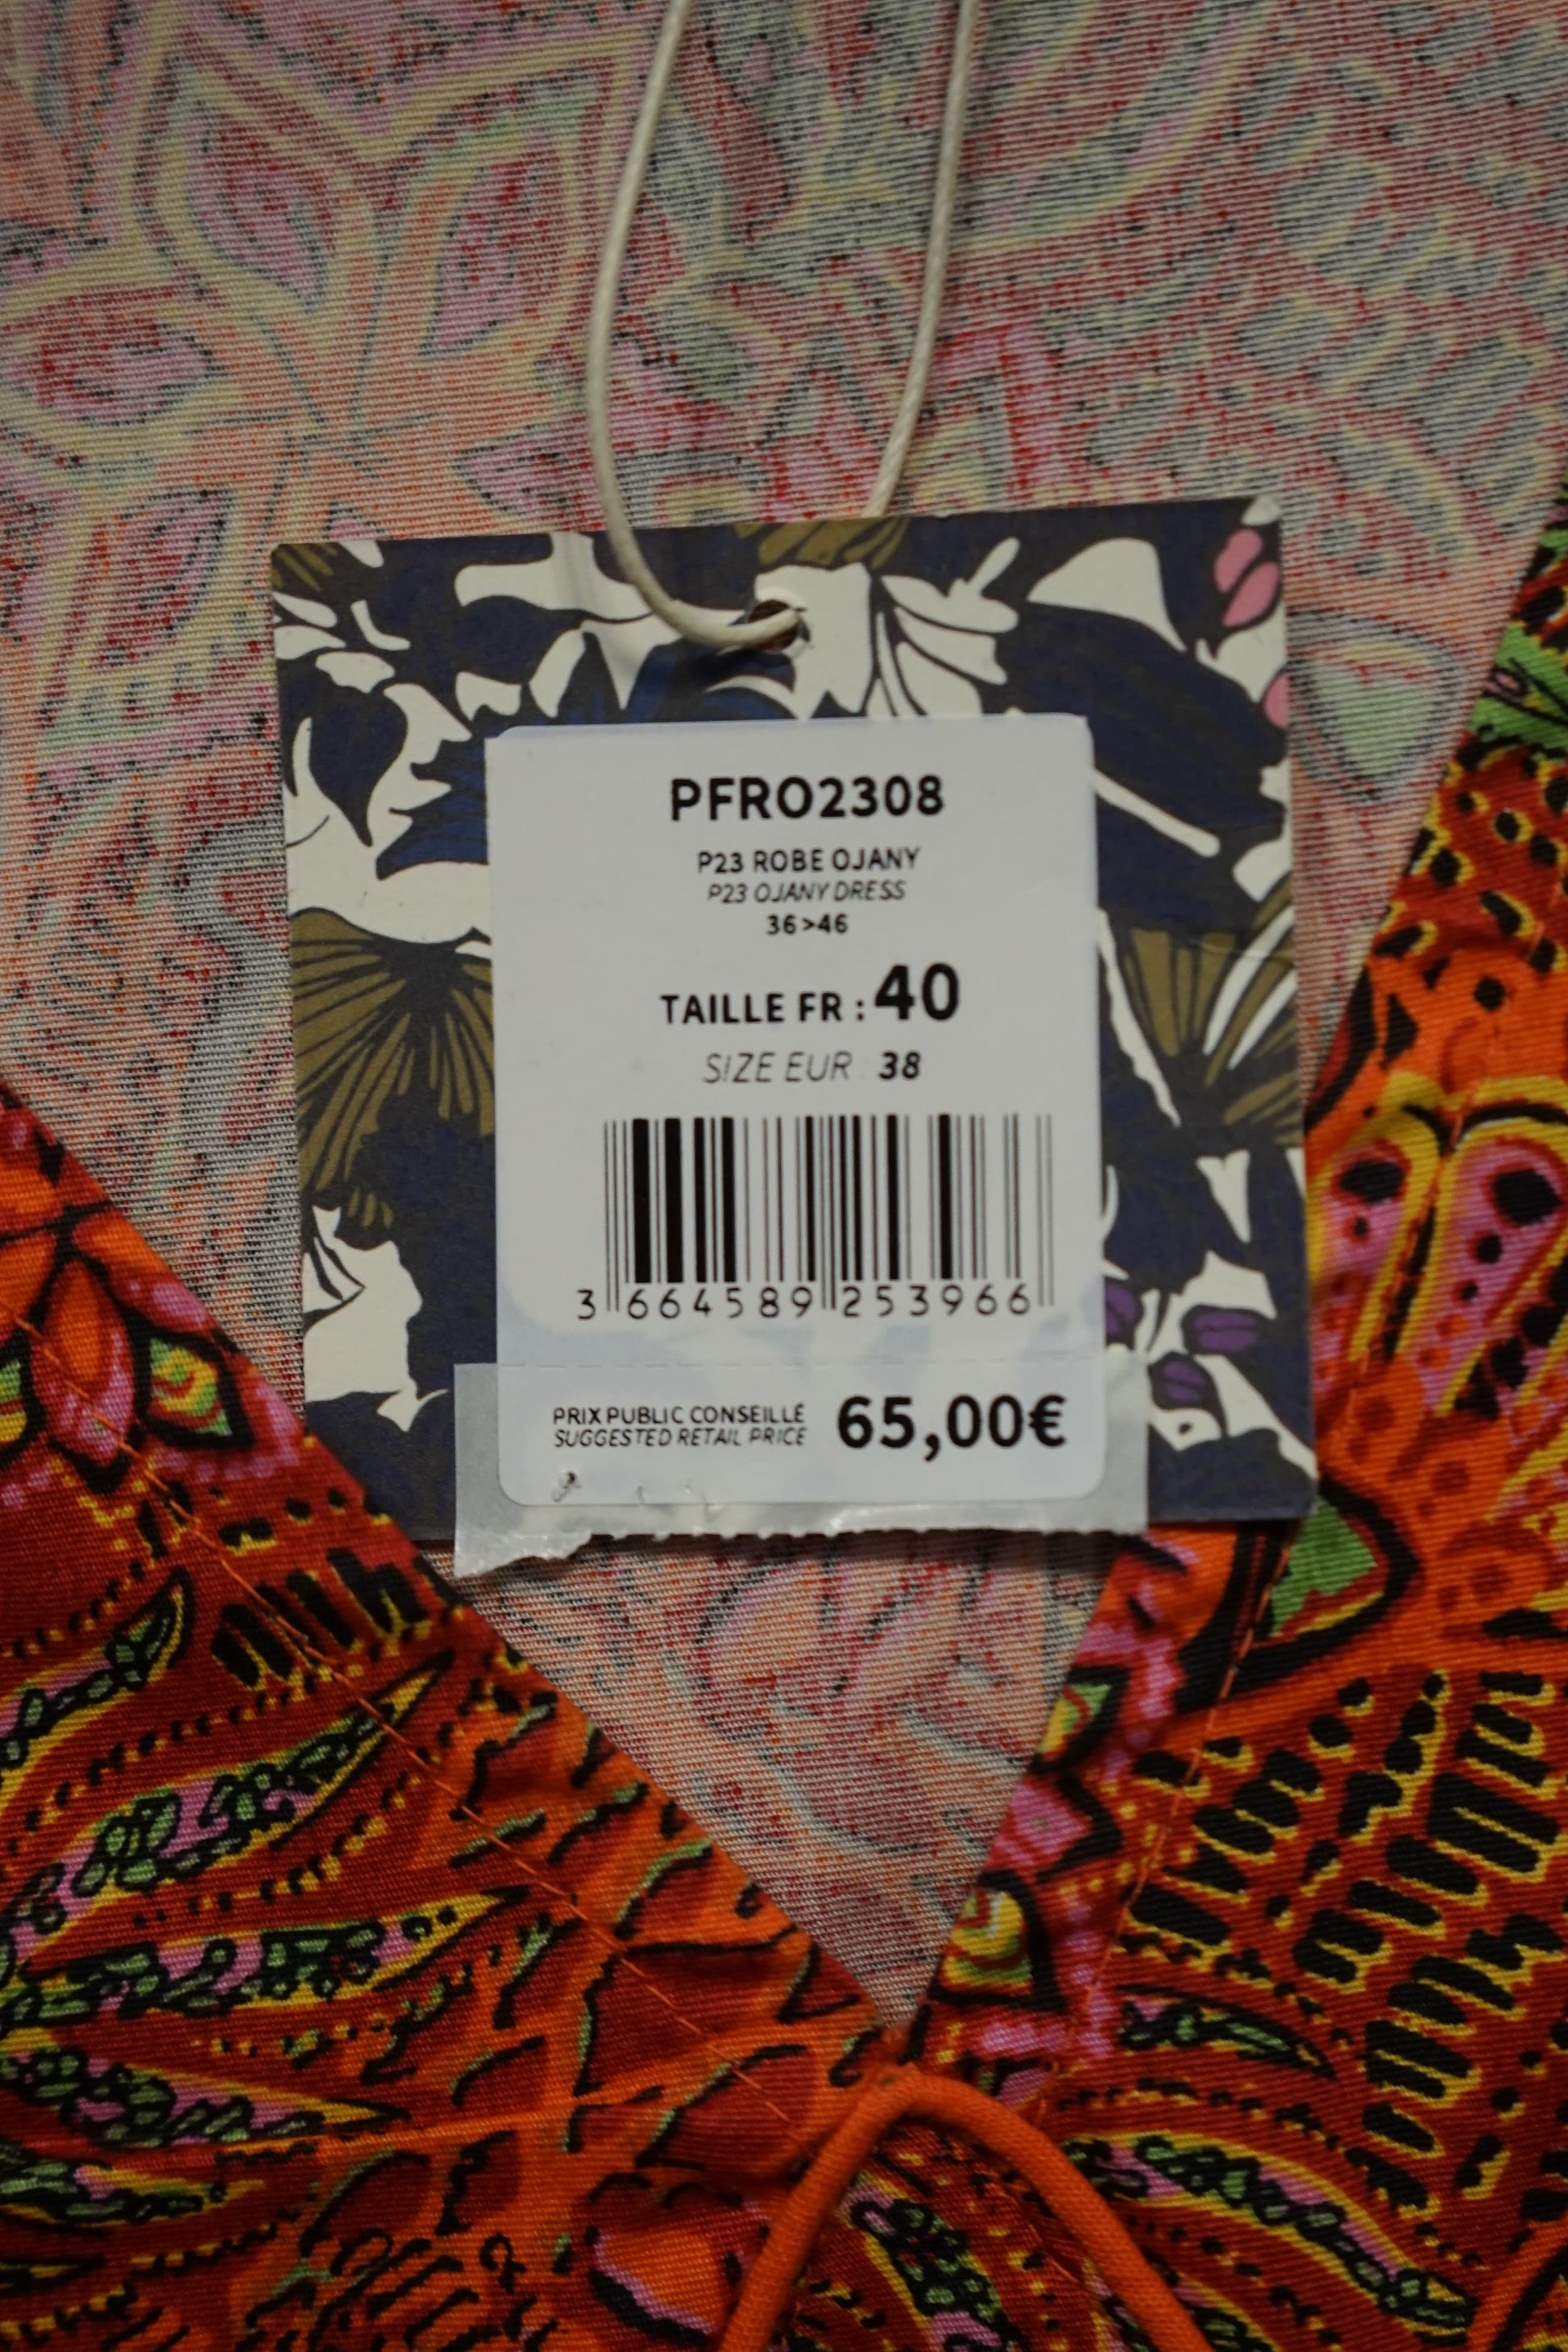 PFRO2308
P23 ROBE OJANY
P23 OJANY DRESS
36>46
TAILLE FR : 40
SIZE EUR : 38
3 664589 253966
PRIX PUBLIC CONSEILLÉ
SUGGESTED RETAIL PRICE
65,00€